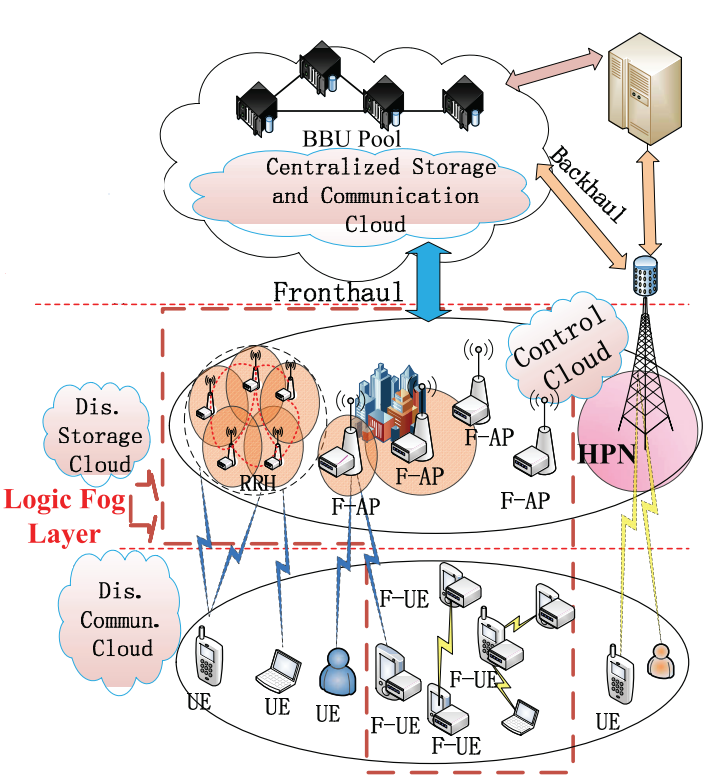 BBU Pool
Centralized Storage
and Communication
Cloud
Backhaul
Fronthaul
Control
Cloud
Dis.
Storage
Cloud
F-AP
F-AP
HPN
RRH
F-AP
F-AP
Logic Fog
Layer
Dis.
Commun.
Cloud
F-UE
F-UE
UE
UE
UE
F-UE
F-UE
UE